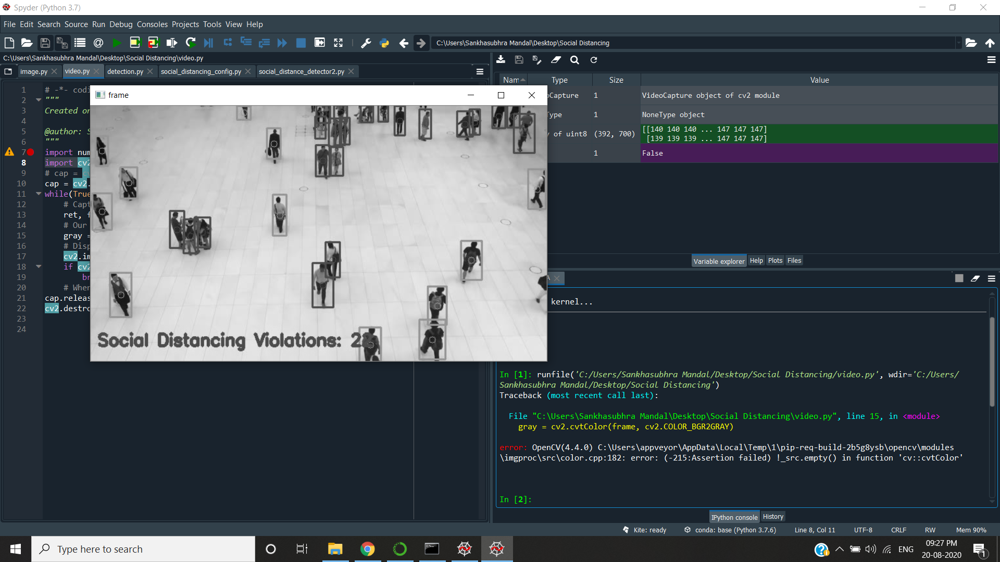 Spyder (Python 3.7)
File Edit Search Source Run Debug Consoles Projects Tools View Help
C:\Users\Sankhasubhra Mandal\Desktop\Social Distancing
C:\Users\Sankhasubhra Mandal\Desktop\Social Distancing\video.py
image.py video.py detection.py social_distancing_config.py social_distance_detector2.py
1 # -*- codi
2 """
3 Created or
4
5 @author: S
6 """
7 import num
8 import cv2
9 # cap =
10 cap = cv2.
11 while(True
12 # Capt
13 ret, f
14 # Our
15 gray =
16 # Disp
17 cv2.im
18 if cv2
19 br
20 # When
21 cap.releas
22 cv2.destro
23
24
frame
Social Distancing Violations:
Nam Type Size Value
oCapture 1 VideoCapture object of cv2 module
Type 1 NoneType object
y of uint8 (392, 700) [[140 140 140 ... 147 147 147]
[139 139 139 ... 147 147 147]
1 False
Variable explorer Help Plots Files
A
kernel...
In [1]: runfile('C:/Users/Sankhasubhra Mandal/Desktop/Social Distancing/video.py', wdir='C:/Users/
Sankhasubhra Mandal/Desktop/Social Distancing')
Traceback (most recent call last):
File "C:\Users\Sankhasubhra Mandal\Desktop\Social Distancing\video.py", line 15, in <module>
gray = cv2.cvtColor(frame, cv2.COLOR_BGR2GRAY)
error: OpenCV(4.4.0) C:\Users\appveyor\AppData\Local\Temp\1\pip-req-build-2b5g8ysb\opencv\modules
\imgproc\src\color.cpp:182: error: (-215:Assertion failed) !_src.empty() in function 'cv::cvtColor'
In [2]:
IPython console History
Kite: ready conda: base (Python 3.7.6) Line 8, Col 11 UTF-8 CRLF RW Mem 90%
Type here to search
ENG
09:27 PM
20-08-2020
1